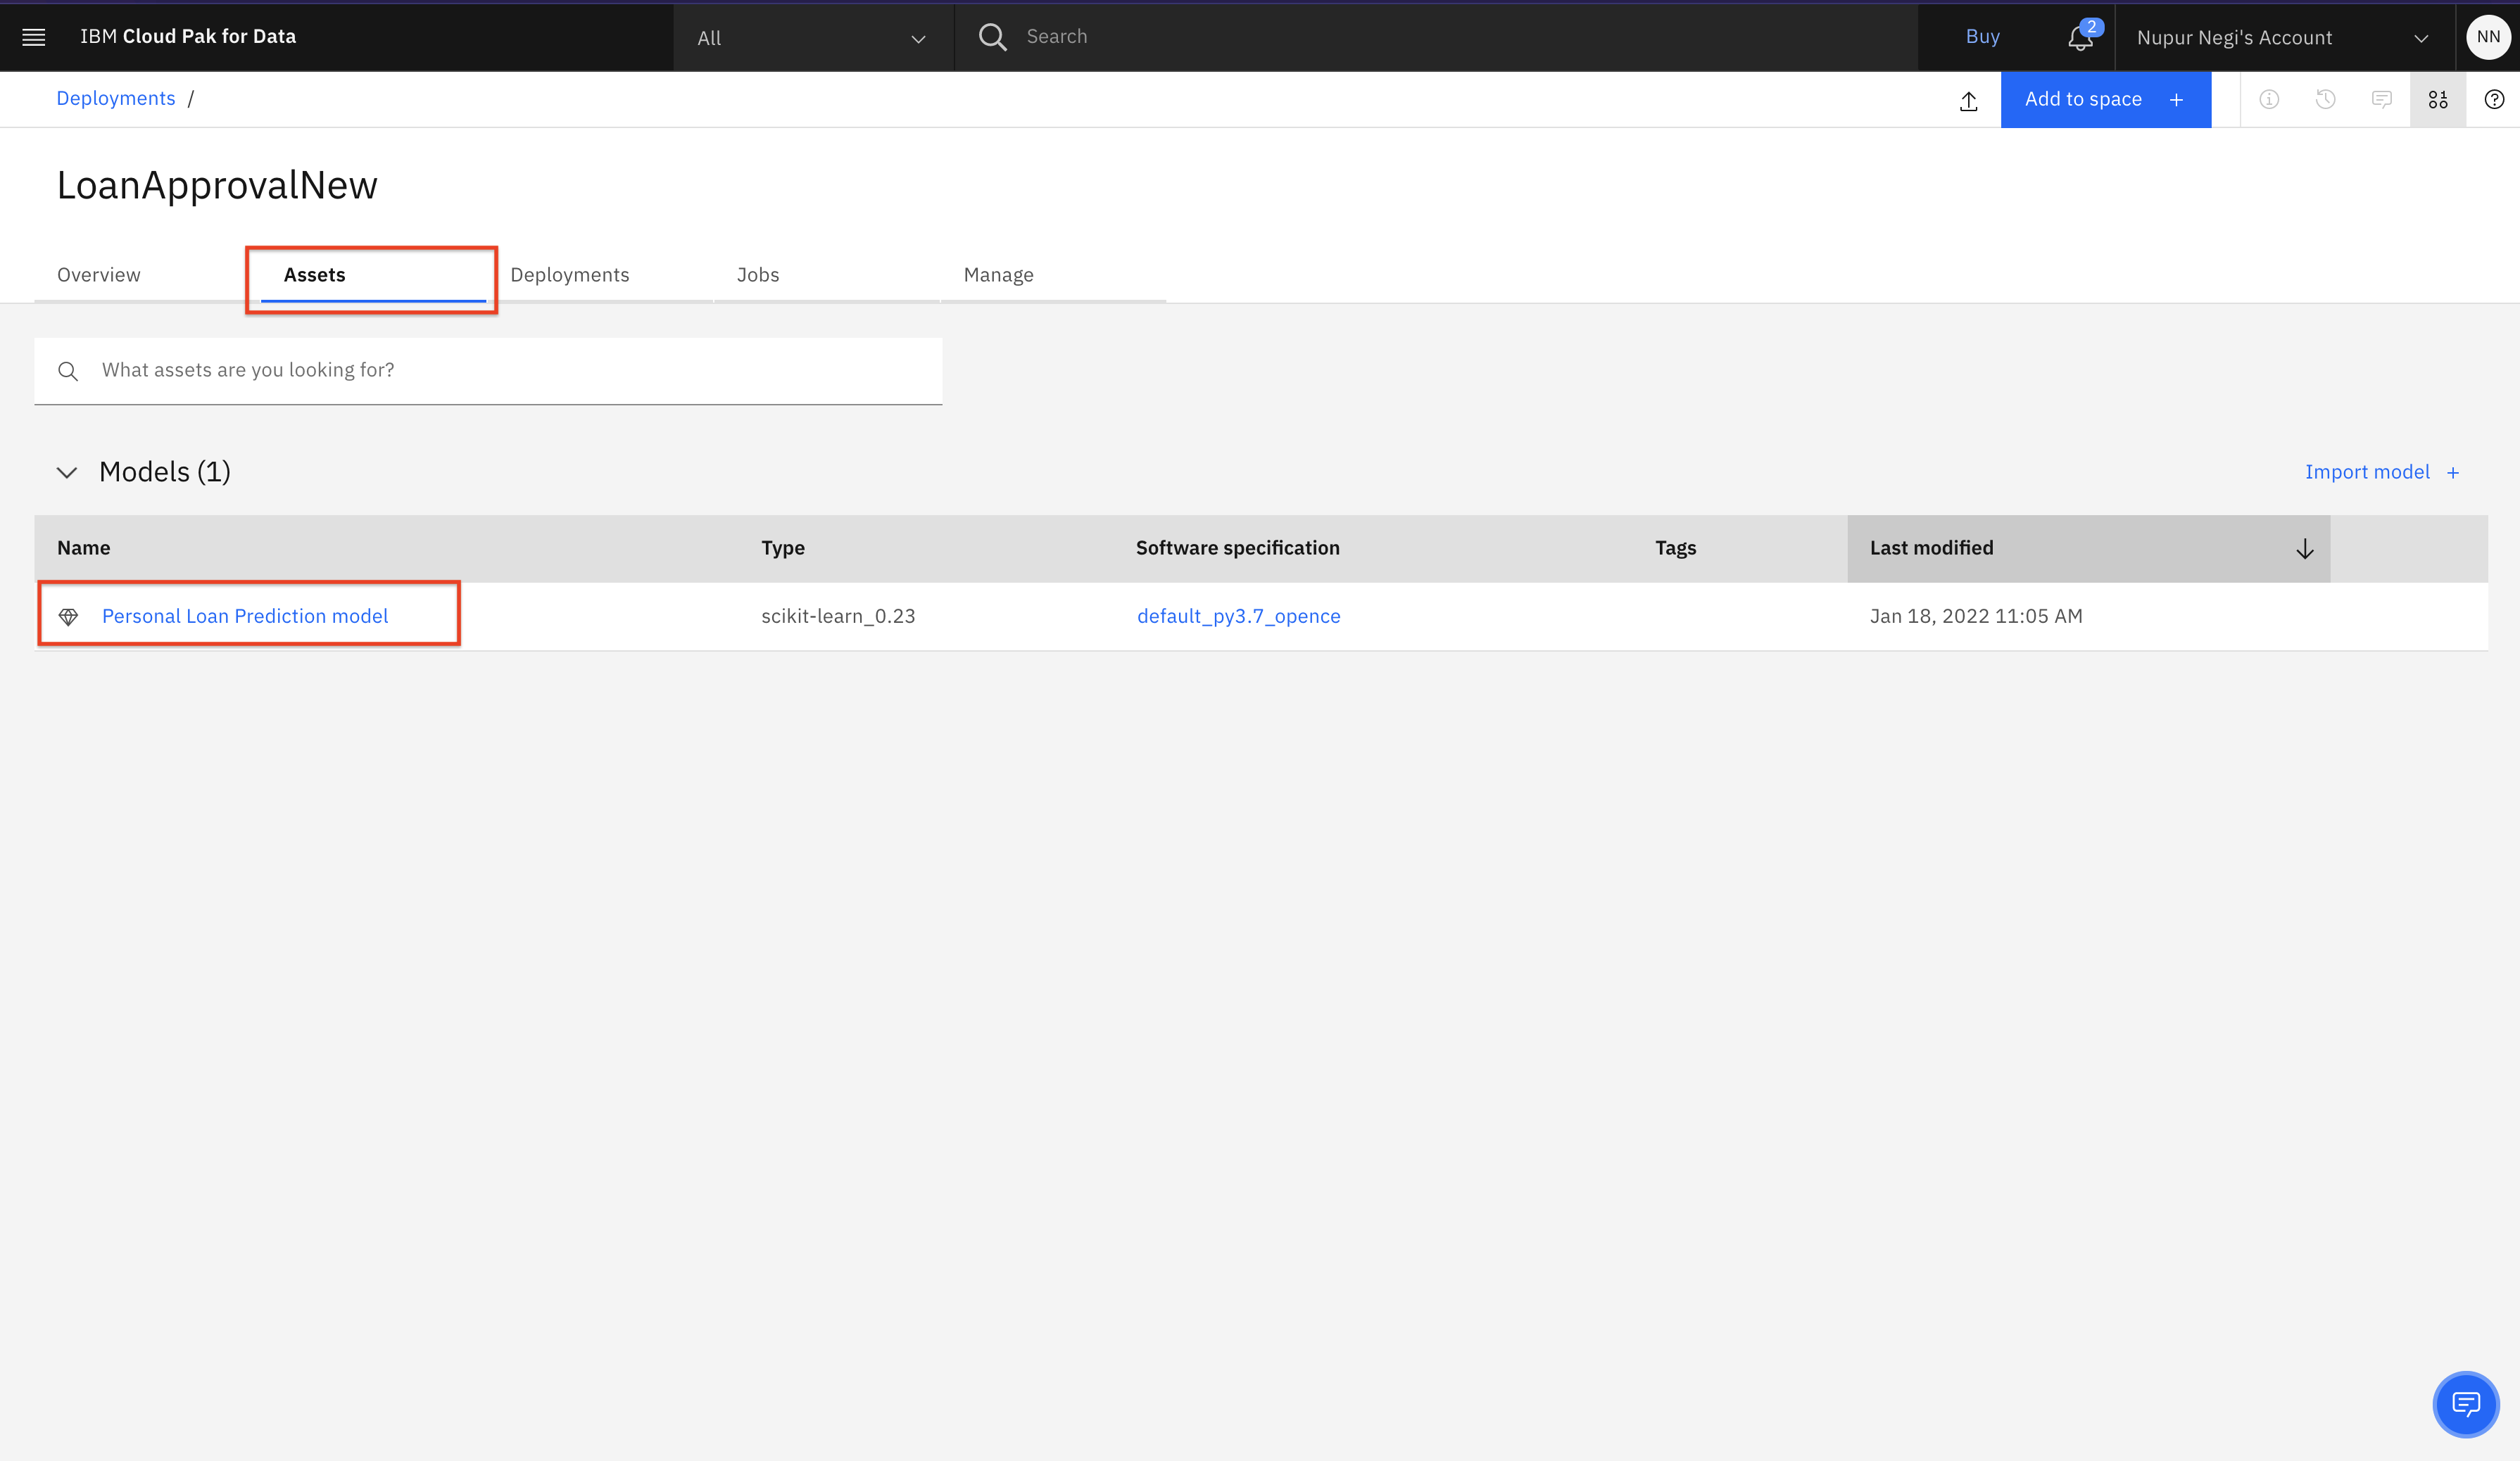 IBM Cloud Pak for Data
All
Search
Buy
2
Nupur Negi's Account
NN
Deployments /
Add to space +
LoanApprovalNew
Overview
Assets
Deployments
Jobs
Manage
What assets are you looking for?
Models (1)
Import model +
Name
Type
Software specification
Tags
Last modified
Personal Loan Prediction model
scikit-learn_0.23
default_py3.7_opence
Jan 18, 2022 11:05 AM